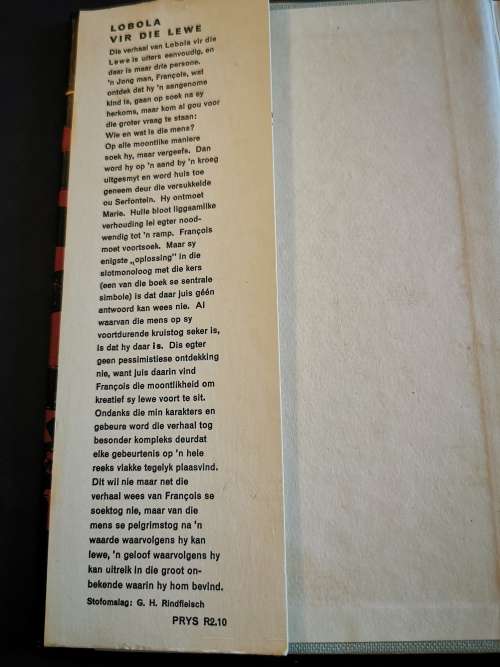 LOBOLA
VIR DIE LEWE
Die verhaal van Lobola vir die
Lewe is uiters eenvoudig, en
daar is maar drie persone.
'n Jong man, François, wat
ontdek dat hy 'n aangenome
kind is, gaan op soek na sy
herkoms, maar kom al gou voor
die groter vraag te staan:
Wie en wat is die mens?
Op alle moontlike maniere
soek hy, maar vergeefs. Dan
word hy op 'n aand by 'n kroeg
uitgesmyt en word huis toe
geneem deur die versukkelde
ou Serfontein. Hy ontmoet
Marie. Hulle bloot liggaamlike
verhouding lei egter nood-
wendig tot 'n ramp. François
moet voortsoek. Maar sy
enigste „oplossing" in die
slotmonoloog met die kers
(een van die boek se sentrale
simbole) is dat daar juis géén
antwoord kan wees nie. Al
waarvan die mens op sy
voortdurende kruistog seker is,
is dat hy daar is. Dis egter
geen pessimistiese ontdekking
nie, want juis daarin vind
François die moontlikheid om
kreatief sy lewe voort te sit.
Ondanks die min karakters en
gebeure word die verhaal tog
besonder kompleks deurdat
elke gebeurtenis op 'n hele
reeks vlakke tegelyk plaasvind.
Dit wil nie maar net die
verhaal wees van François se
soektog nie, maar van die
mens se pelgrimstog na 'n
waarde waarvolgens hy kan
lewe, 'n geloof waarvolgens hy
kan uitreik in die groot on-
bekende waarin hy hom bevind.
Stofomslag: G. H. Rindfleisch
PRYS R2.10